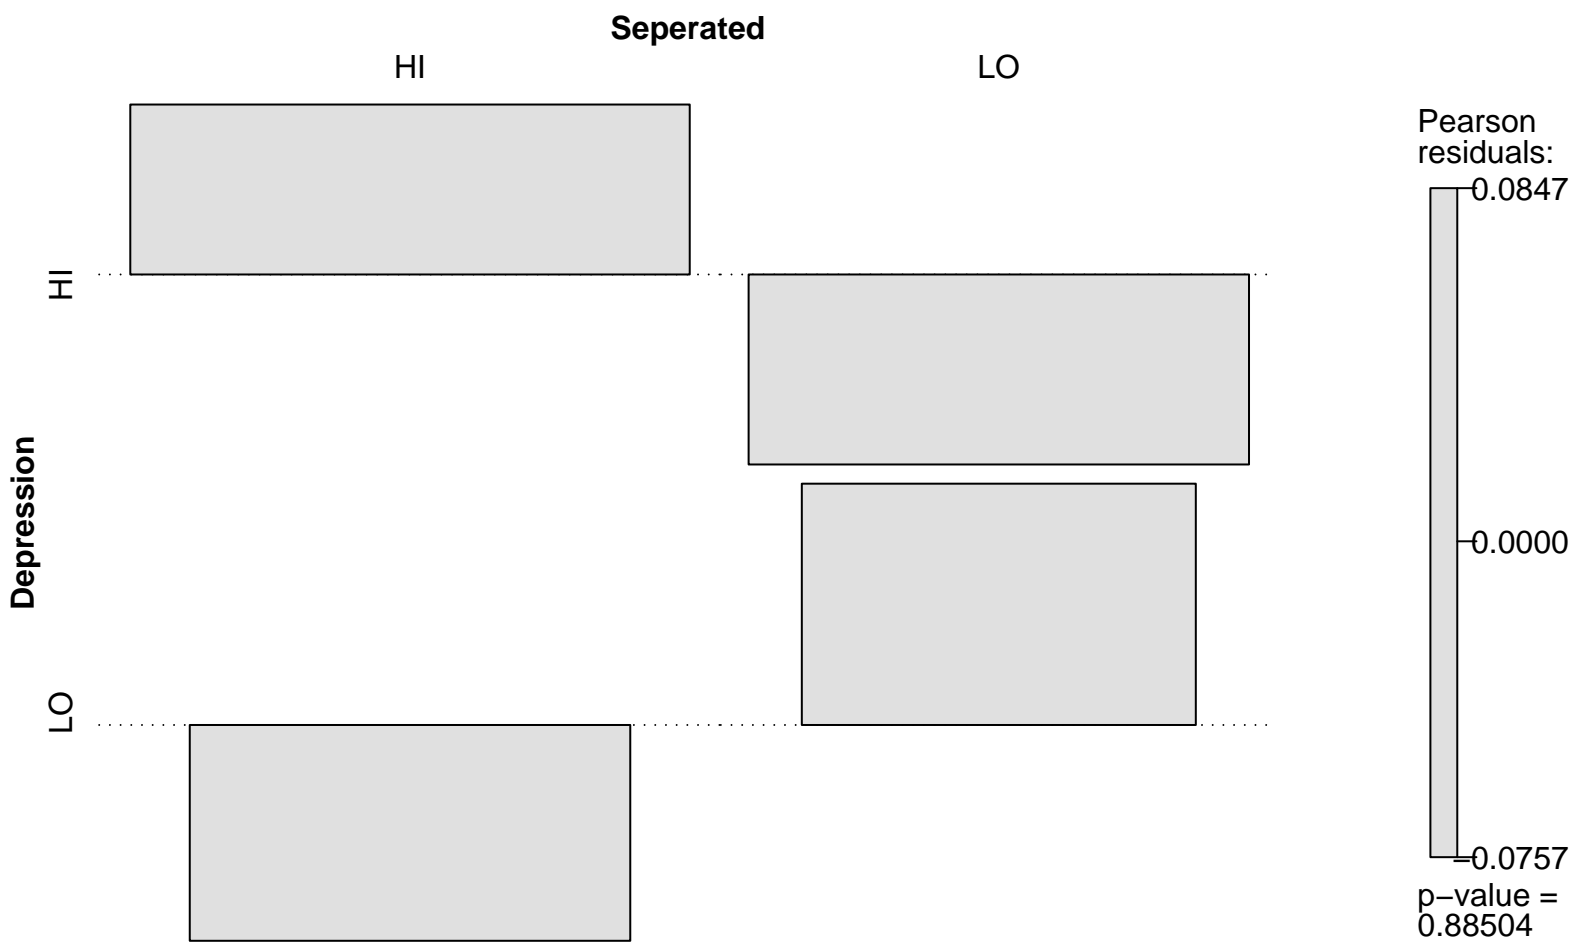 Seperated
HI
LO
HI
Depression
LO
Pearson
residuals:
0.0847
0.0000
−0.0757
p−value =
0.88504